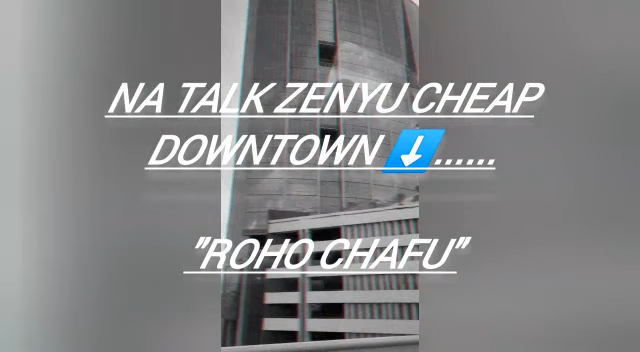 NA TALK ZENYU CHEAP
DOWNTOWN ⬇️......
"ROHO CHAFU"